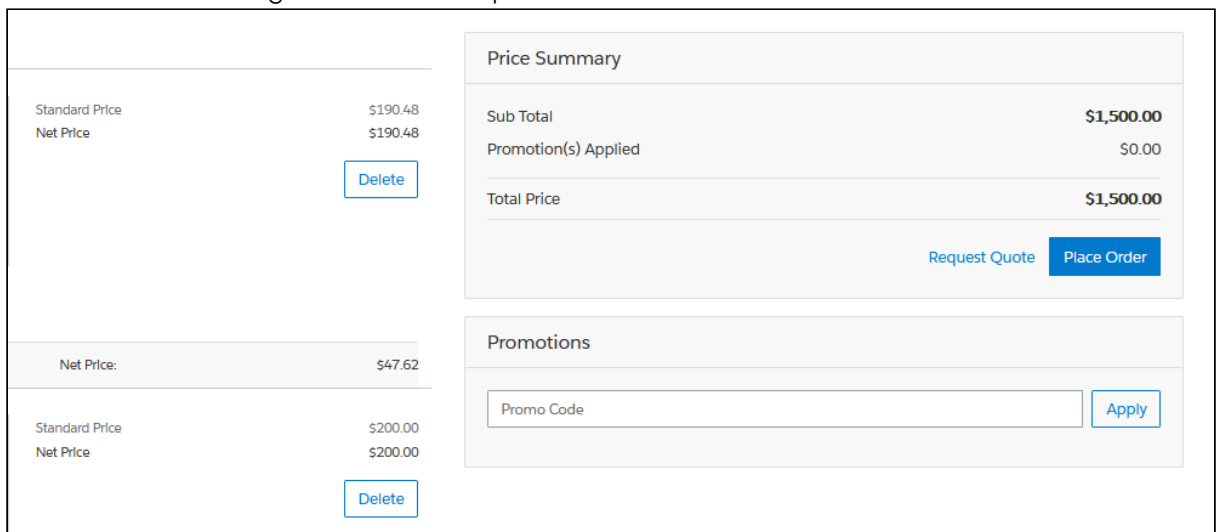 Standard Price $190.48
Net Price $190.48
Delete
Net Price: $47.62
Standard Price $200.00
Net Price $200.00
Delete
Price Summary
Sub Total $1,500.00
Promotion(s) Applied $0.00
Total Price $1,500.00
Request Quote Place Order
Promotions
Promo Code Apply